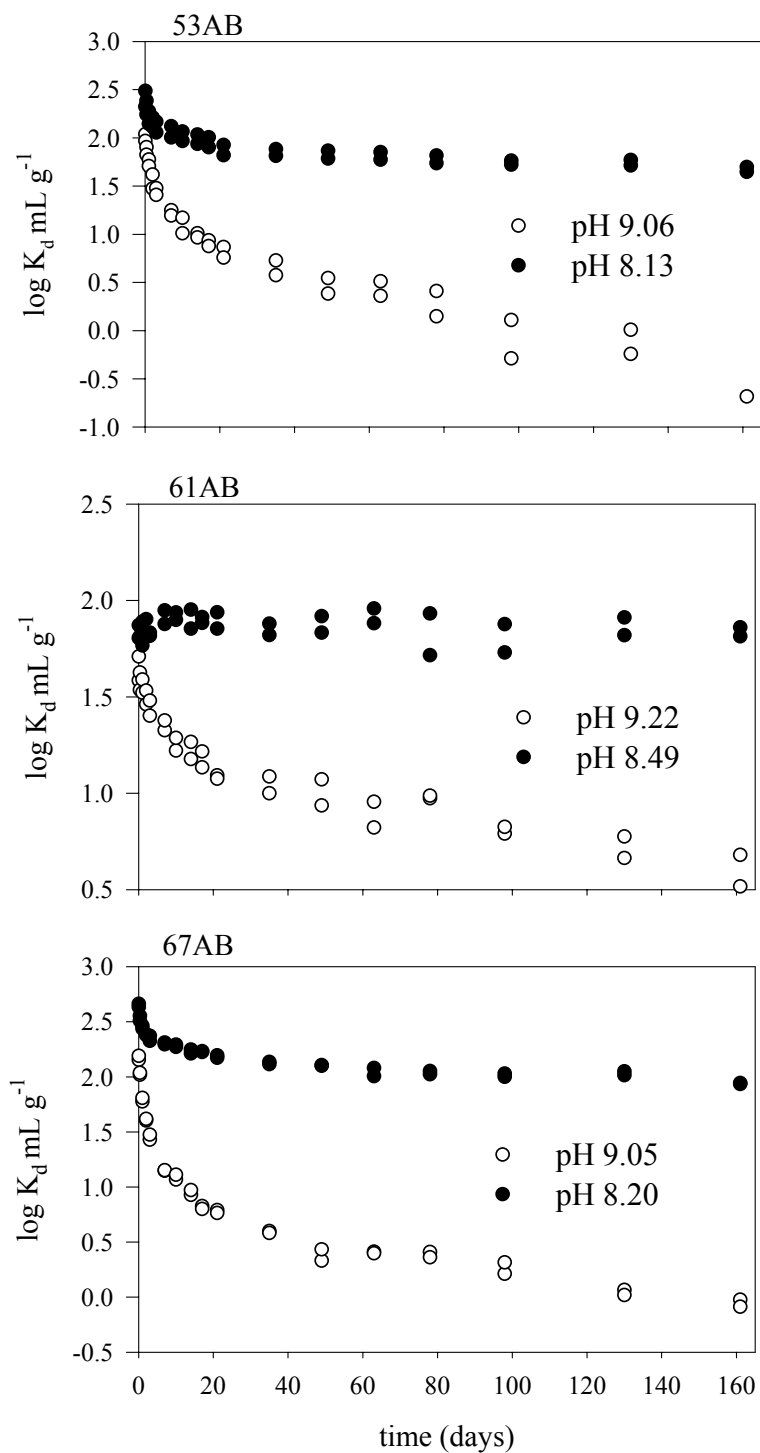 53AB
3.0
2.5
2.0
1.5
1.0
0.5
0.0
-0.5
-1.0
log K_d mL g^-1
pH 9.06
pH 8.13
61AB
2.5
2.0
1.5
1.0
0.5
log K_d mL g^-1
pH 9.22
pH 8.49
67AB
3.0
2.5
2.0
1.5
1.0
0.5
0.0
-0.5
log K_d mL g^-1
pH 9.05
pH 8.20
0 20 40 60 80 100 120 140 160
time (days)